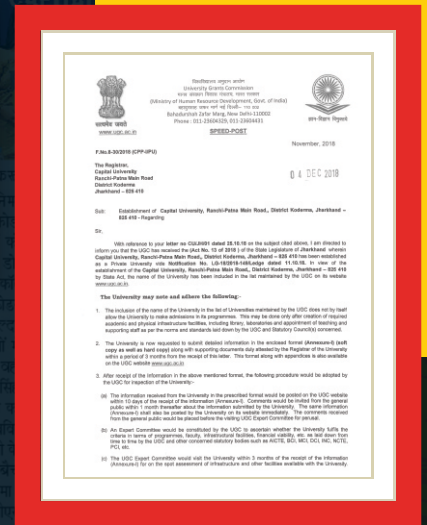 विश्वविद्यालय अनुदान आयोग
University Grants Commission
(Ministry of Human Resource Development, Govt. of India)
Bahadurshah Zafar Marg, New Delhi-110002
Phone : 011-23604329, 011-23604431
सत्यमेव जयते
www.ugc.ac.in
SPEED-POST
ज्ञान-विज्ञान विमुक्तये
November, 2018
F.No.8-30/2018 (CPP-I/PU)
0 4 DEC 2018
The Registrar,
Capital University
Ranchi-Patna Main Road
District Koderma
Jharkhand – 825 410
Sub: Establishment of Capital University, Ranchi-Patna Main Road., District Koderma, Jharkhand –
825 410 - Regarding
Sir,
With reference to your letter no dated 25.10.18 on the subject cited above, I am directed to
inform you that the UGC has received the (Act No. 13 of 2018 ) of the State Legislature of Jharkhand wherein
Capital University, Ranchi-Patna Main Road., District Koderma, Jharkhand – 825 410 has been established
as a Private University vide Notification No. dated 11.10.18. In view of the
establishment of the Capital University, Ranchi-Patna Main Road., District Koderma, Jharkhand – 825 410
by State Act, the name of the University has been included in the list maintained by the UGC on its website
www.ugc.ac.in.
The University may note and adhere the following:-
1. The inclusion of the name of the University in the list of Universities maintained by the UGC does not by itself
allow the University to make admissions in its programmes. This may be done only after creation of required
academic and physical infrastructure facilities, including library, laboratories and appointment of teaching and
supporting staff as per the norms and standards laid down by the UGC and Statutory Council(s) concerned.
2. The University is now requested to submit detailed information in the enclosed format (Annexure-I) (soft
copy as well as hard copy) along with supporting documents duly attested by the Registrar of the University
within a period of 3 months from the receipt of this letter. This format along with appendices is also available
on the UGC website www.ugc.ac.in.
3. After receipt of the information in the above mentioned format, the following procedure would be adopted by
the UGC for inspection of the University:-
(a) The information received from the University in the prescribed format would be posted on the UGC website
within 10 days of the receipt of the information (Annexure-I). Comments would be invited from the general
public within 1 month thereafter about the information submitted by the University. The same information
(Annexure-I) shall also be posted by the University on its website immediately. The comments received
from the general public would be placed before the visiting UGC Expert Committee for perusal.
(b) An Expert Committee would be constituted by the UGC to ascertain whether the University fulfils the
criteria in terms of programmes, faculty, infrastructural facilities, financial viability, etc. as laid down from
time to time by the UGC and other concerned statutory bodies such as AICTE, BCI, MCI, DCI, INC, NCTE,
PCI, etc.
(c) The UGC Expert Committee would visit the University within 3 months of the receipt of the information
(Annexure-I) for on the spot assessment of infrastructure and other facilities available with the University.